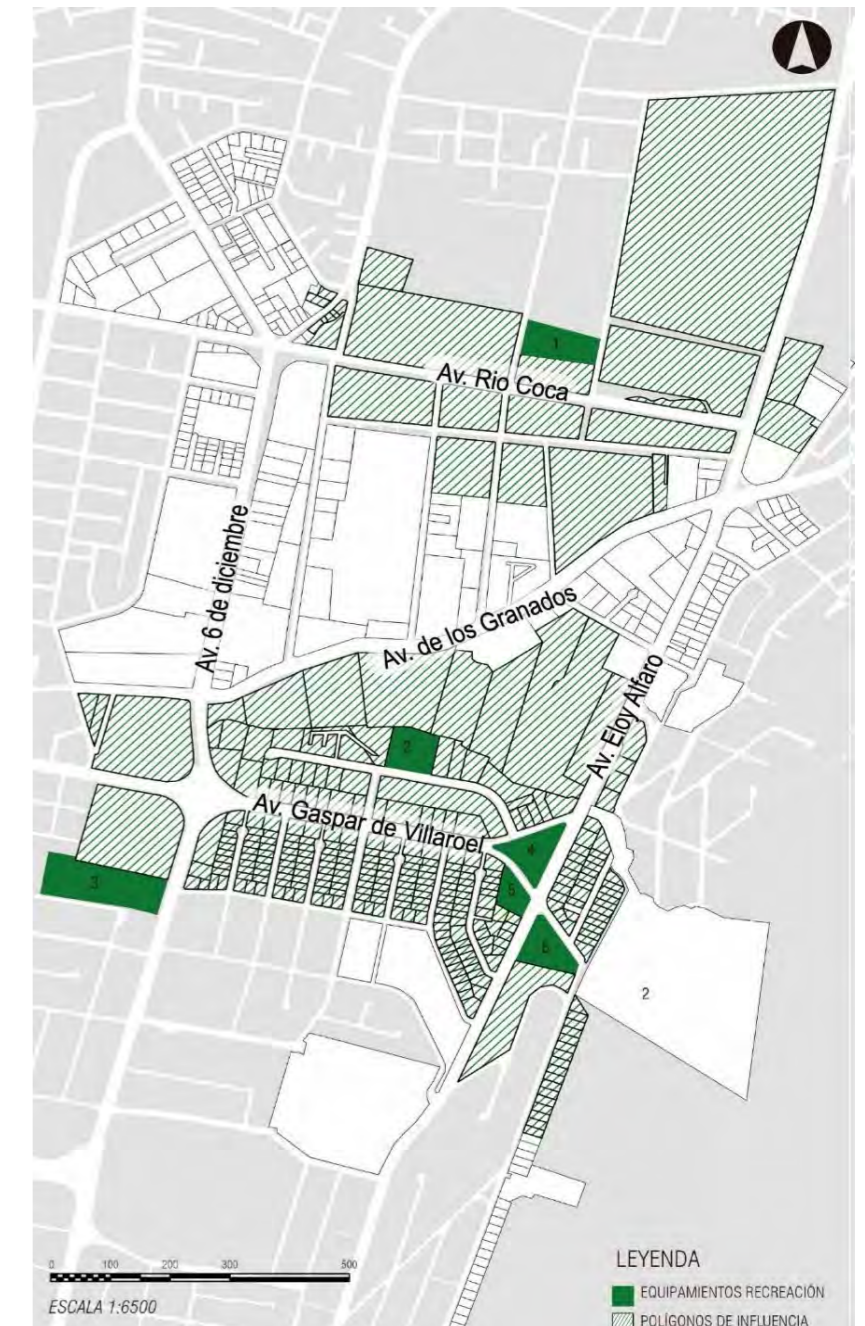 1
Av. Rio Coca
Av. 6 de diciembre
Av. de los Granados
Av. Eloy Alfaro
2
Av. Gaspar de Villaroel
4
3
5
6
2
0 100 200 300 500
ESCALA 1:6500
LEYENDA
EQUIPAMIENTOS RECREACIÓN
POLÍGONOS DE INFLUENCIA